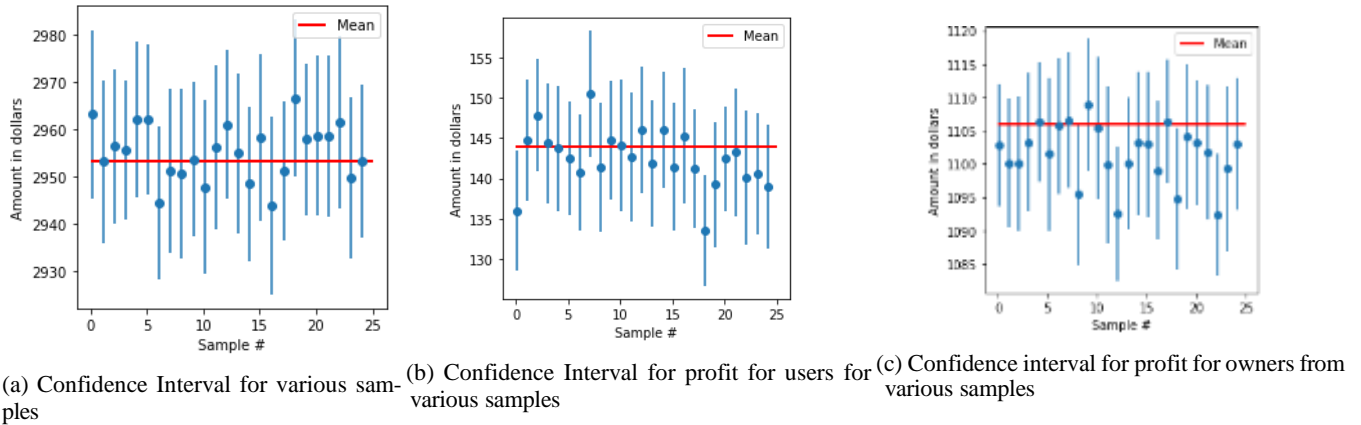 2980
2970
2960
2950
2940
2930
Amount in dollars
0 5 10 15 20 25
Sample #
Mean
(a) Confidence Interval for various sam-
ples
155
150
145
140
135
130
Amount in dollars
0 5 10 15 20 25
Sample #
Mean
(b) Confidence Interval for profit for users for
various samples
1120
1115
1110
1105
1100
1095
1090
1085
Amount in dollars
0 5 10 15 20 25
Sample #
Mean
(c) Confidence interval for profit for owners from
various samples